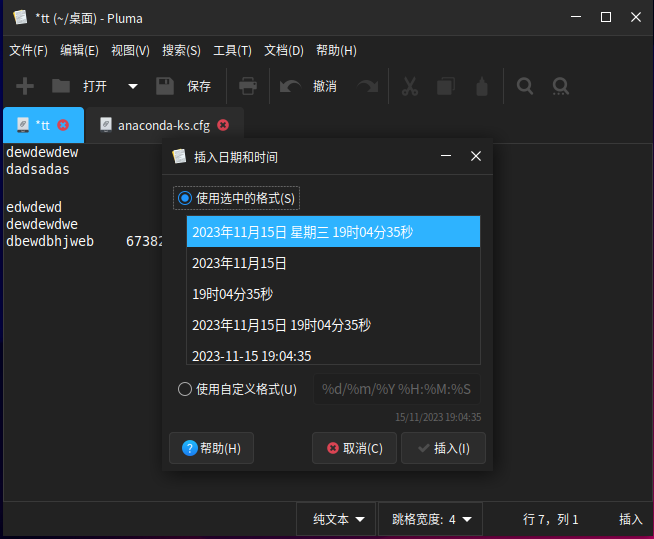 *tt (~/桌面) - Pluma
文件(F) 编辑(E) 视图(V) 搜索(S) 工具(T) 文档(D) 帮助(H)
打开 保存 撤消
*tt anaconda-ks.cfg
dewdewdew
dadsadas
edwdewd
dewdewdwe
dbewdbhjweb 67382
插入日期和时间
使用选中的格式(S)
2023年11月15日 星期三 19时04分35秒
2023年11月15日
19时04分35秒
2023年11月15日 19时04分35秒
2023-11-15 19:04:35
使用自定义格式(U) %d/%m/%Y %H:%M:%S
15/11/2023 19:04:35
帮助(H) 取消(C) 插入(I)
纯文本 跳格宽度: 4 行 7，列 1 插入